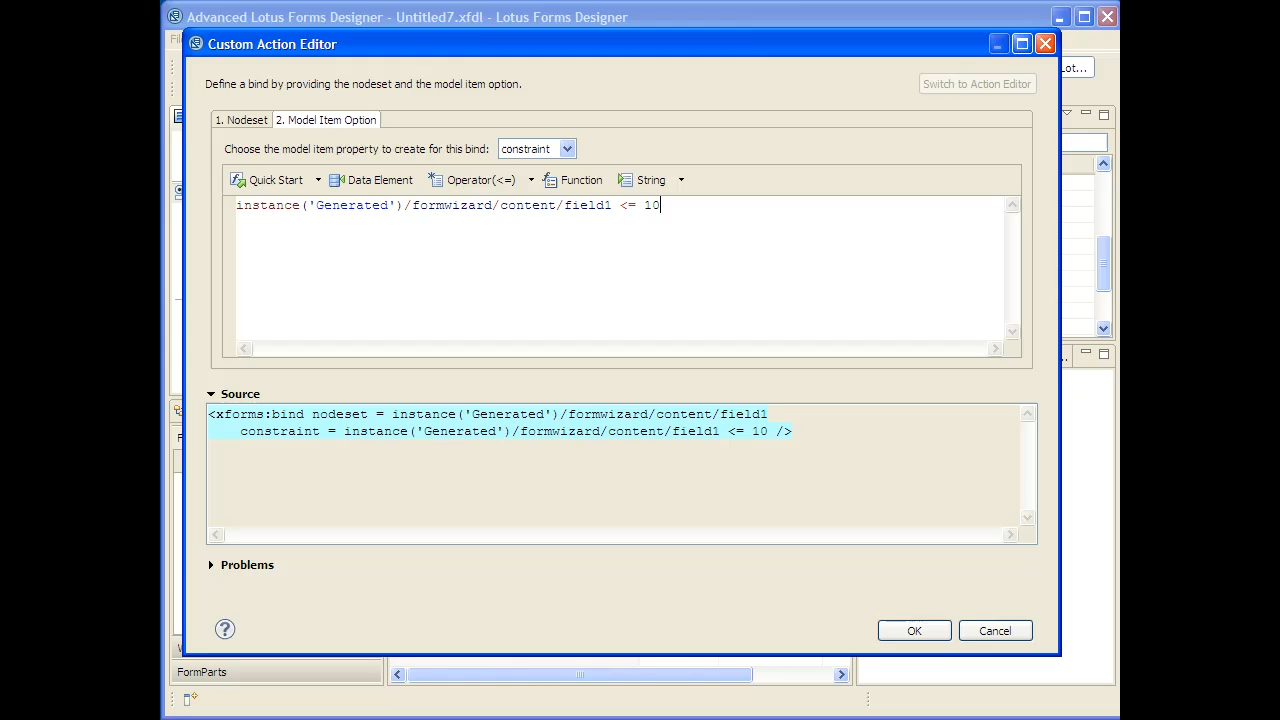 Advanced Lotus Forms Designer - Untitled7.xfdl - Lotus Forms Designer
Custom Action Editor
Lot...
Define a bind by providing the nodeset and the model item option.
Switch to Action Editor
1. Nodeset 2. Model Item Option
Choose the model item property to create for this bind: constraint
Quick Start Data Element Operator(<=) Function String
instance('Generated')/formwizard/content/field1 <= 10
Source
<xforms:bind nodeset = instance('Generated')/formwizard/content/field1
constraint = instance('Generated')/formwizard/content/field1 <= 10 />
Problems
?
OK Cancel
FormParts